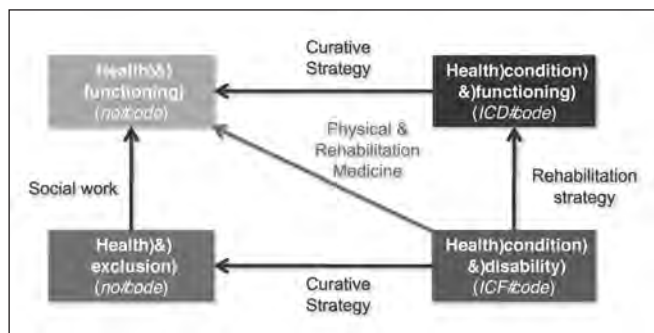 Curative
Strategy
Health)&)
functioning)
(no#code)
Health)condition)
&)functioning)
(ICD#code)
Physical &
Rehabilitation
Medicine
Social work
Rehabilitation
strategy
Health)&)
exclusion)
(no#code)
Health)condition)
&)disability)
(ICF#code)
Curative
Strategy